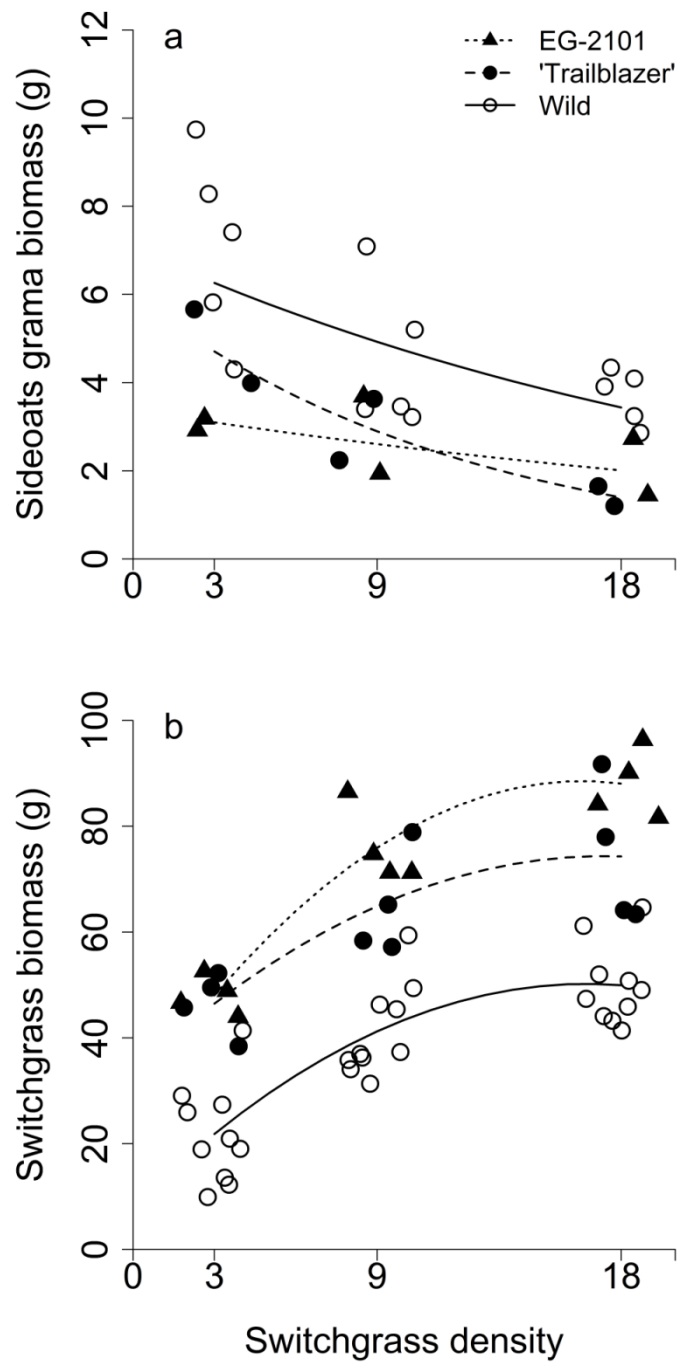 a
EG-2101
'Trailblazer'
Wild
Sideoats grama biomass (g)
12
10
8
6
4
2
0
0 3 9 18
b
Switchgrass biomass (g)
100
80
60
40
20
0
0 3 9 18
Switchgrass density